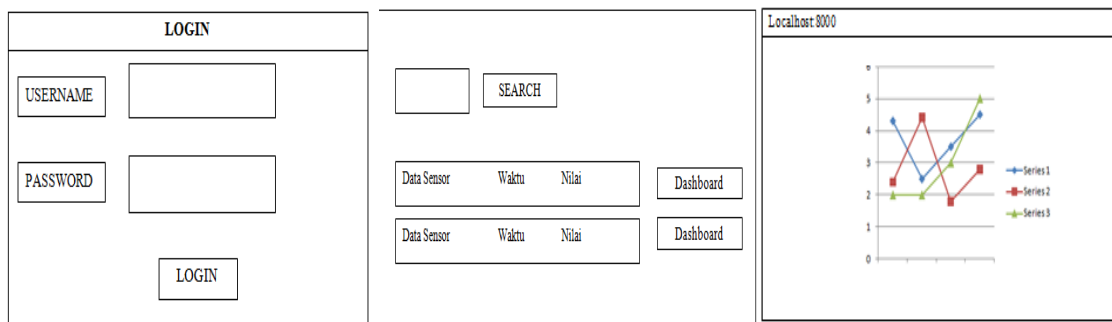 LOGIN
USERNAME
PASSWORD
LOGIN
SEARCH
Data Sensor Waktu Nilai Dashboard
Data Sensor Waktu Nilai Dashboard
Localhost 8000
6
5
4
3
2
1
0
Series 1
Series 2
Series 3